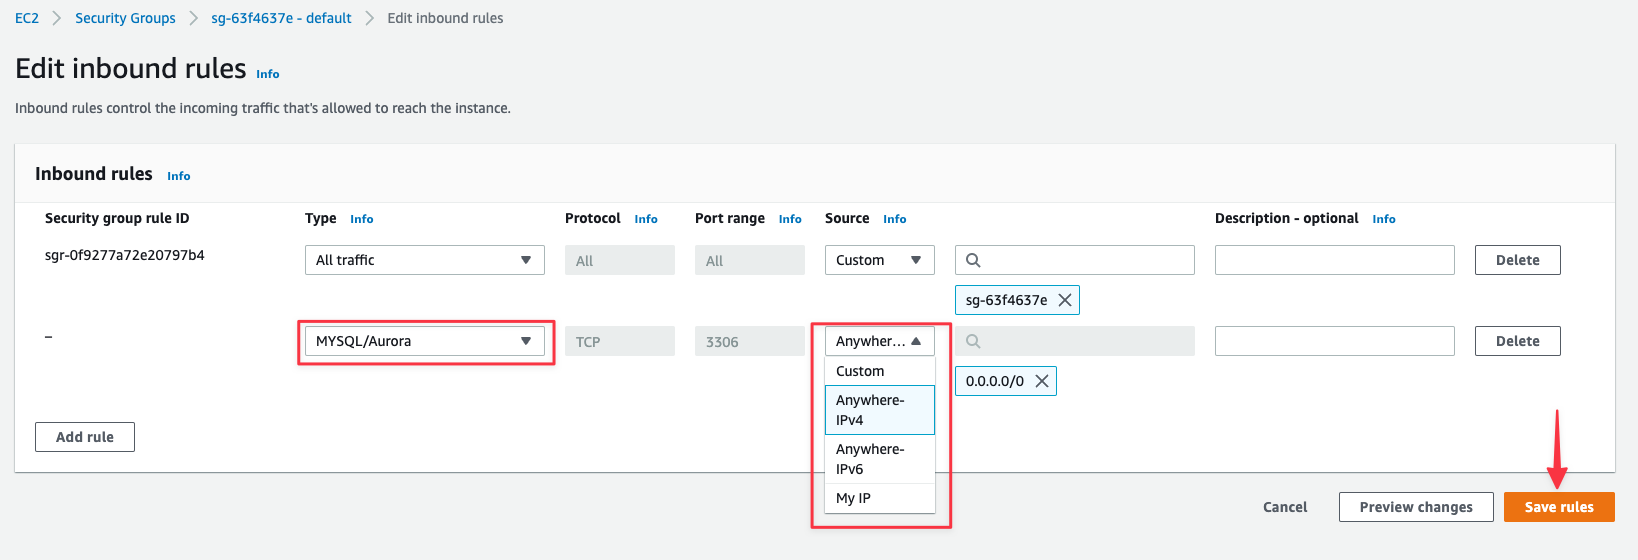 EC2 Security Groups sg-63f4637e - default Edit inbound rules
Edit inbound rules Info
Inbound rules control the incoming traffic that's allowed to reach the instance.
Inbound rules Info
Security group rule ID Type Info Protocol Info Port range Info Source Info Description - optional Info
sgr-0f9277a72e20797b4 All traffic All All Custom Delete
sg-63f4637e
– MYSQL/Aurora TCP 3306 Anywher... Delete
0.0.0.0/0
Custom
Anywhere-
IPv4
Anywhere-
IPv6
My IP
Add rule
Cancel Preview changes Save rules